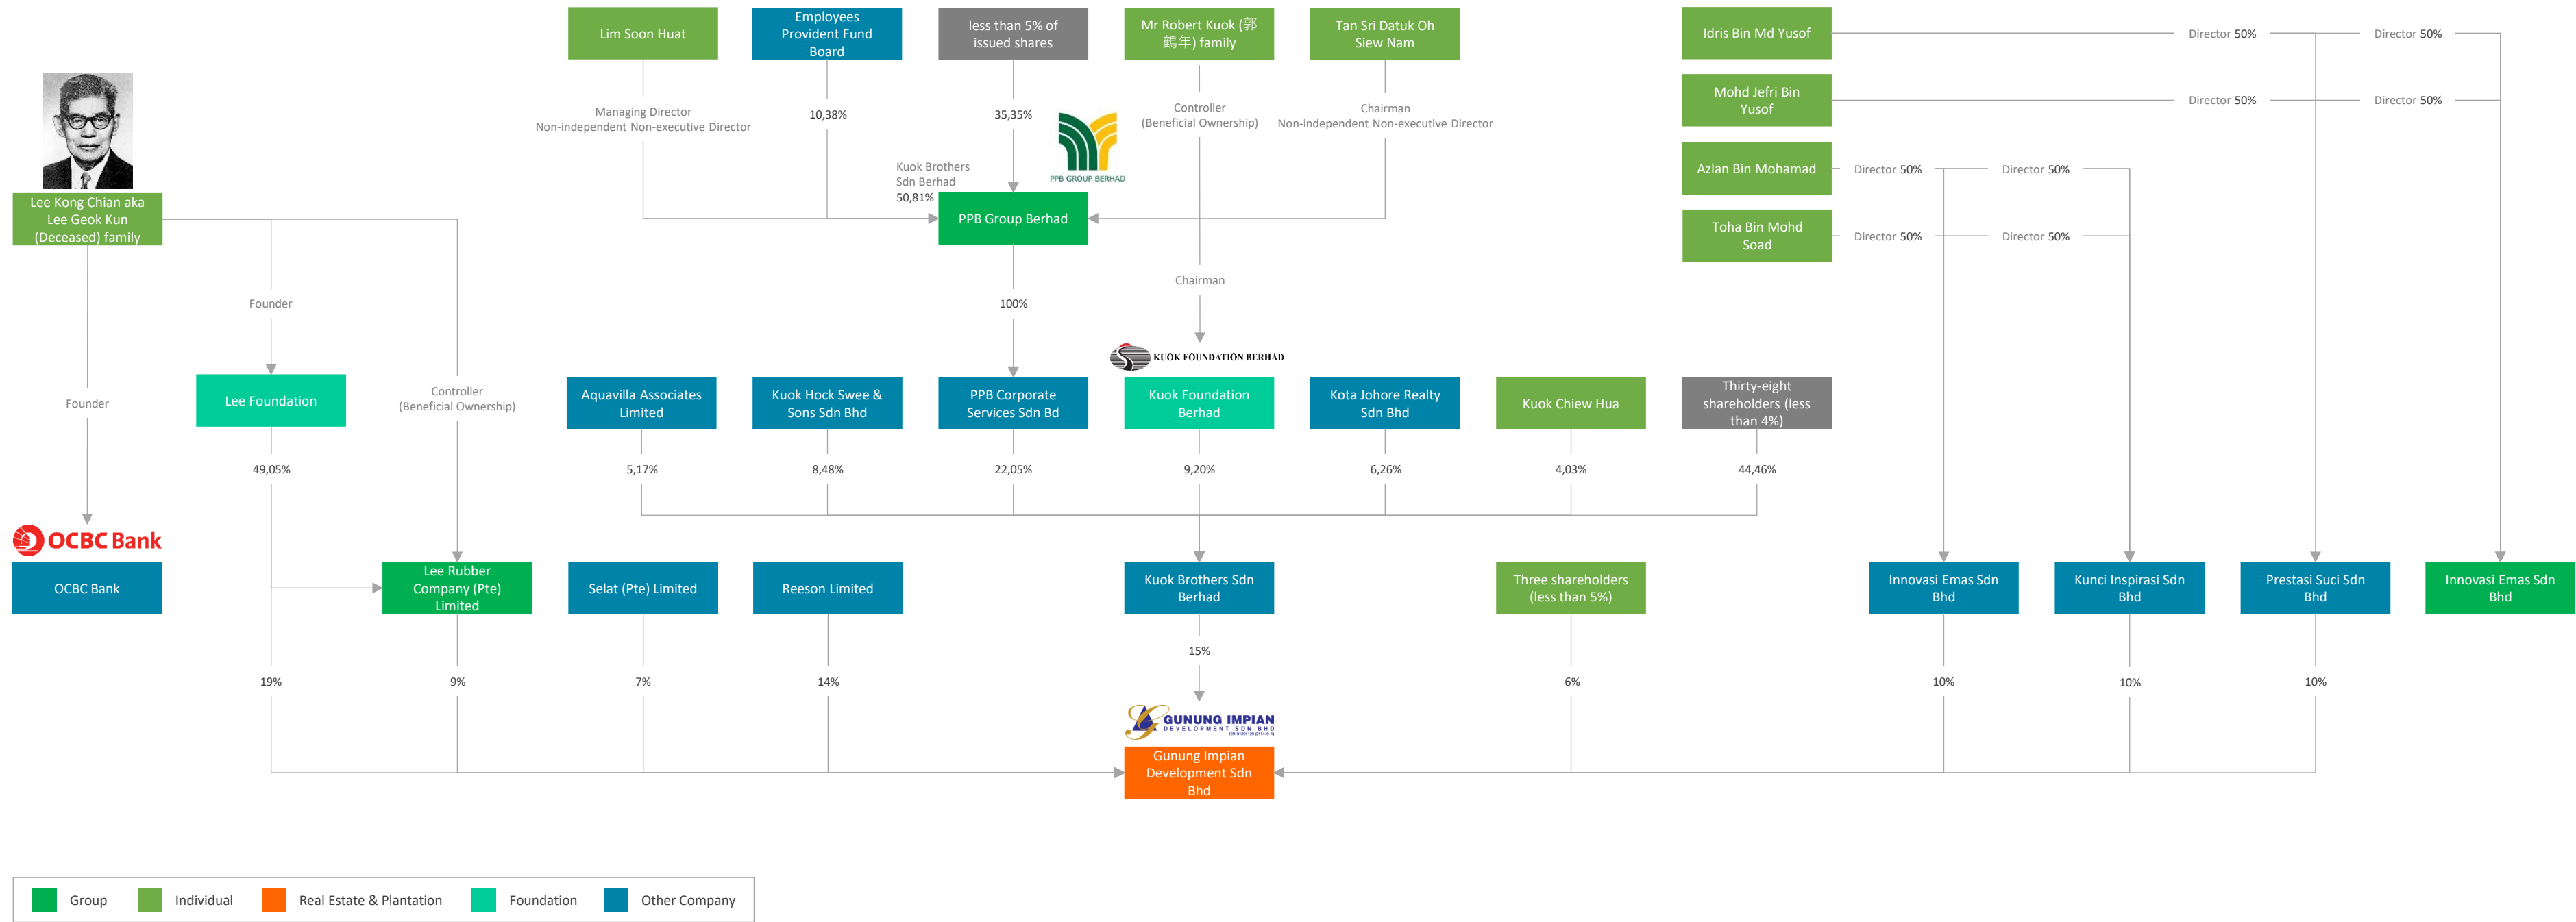 Lim Soon Huat
Employees
Provident Fund
Board
less than 5% of
issued shares
Mr Robert Kuok (郭
鶴年) family
Tan Sri Datuk Oh
Siew Nam
Idris Bin Md Yusof
Director 50%
Director 50%
Mohd Jefri Bin
Yusof
Director 50%
Director 50%
Managing Director
Non-independent Non-executive Director
10,38%
35,35%
Controller
(Beneficial Ownership)
Chairman
Non-independent Non-executive Director
PPB GROUP BERHAD
Azlan Bin Mohamad
Director 50%
Director 50%
Kuok Brothers
Sdn Berhad
50,81%
Lee Kong Chian aka
Lee Geok Kun
(Deceased) family
PPB Group Berhad
Toha Bin Mohd
Soad
Director 50%
Director 50%
Chairman
Founder
100%
KUOK FOUNDATION BERHAD
Founder
Lee Foundation
Controller
(Beneficial Ownership)
Aquavilla Associates
Limited
Kuok Hock Swee &
Sons Sdn Bhd
PPB Corporate
Services Sdn Bd
Kuok Foundation
Berhad
Kota Johore Realty
Sdn Bhd
Kuok Chiew Hua
Thirty-eight
shareholders (less
than 4%)
49,05%
5,17%
8,48%
22,05%
9,20%
6,26%
4,03%
44,46%
OCBC Bank
OCBC Bank
Lee Rubber
Company (Pte)
Limited
Selat (Pte) Limited
Reeson Limited
Kuok Brothers Sdn
Berhad
Three shareholders
(less than 5%)
Innovasi Emas Sdn
Bhd
Kunci Inspirasi Sdn
Bhd
Prestasi Suci Sdn
Bhd
Innovasi Emas Sdn
Bhd
15%
19%
9%
7%
14%
6%
10%
10%
10%
GUNUNG IMPIAN
DEVELOPMENT SDN BHD
Gunung Impian
Development Sdn
Bhd
Group
Individual
Real Estate & Plantation
Foundation
Other Company